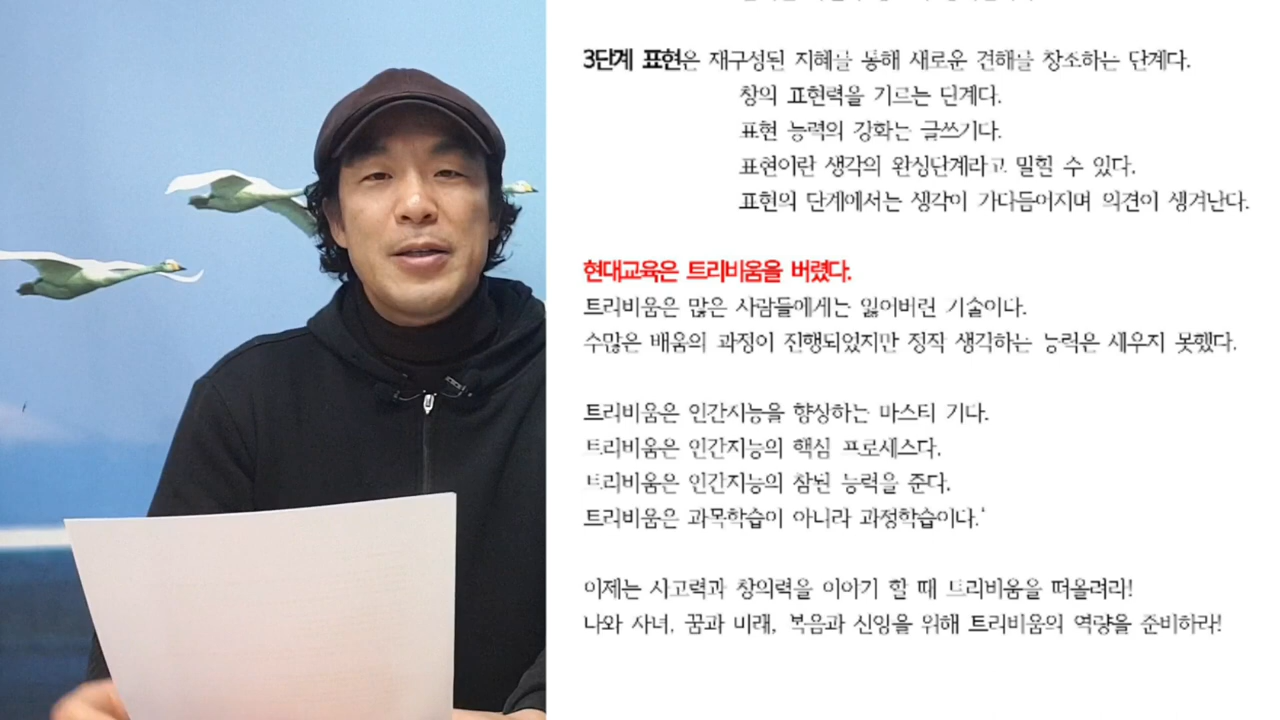 3단계 표현은 재구성된 지혜를 통해 새로운 견해를 창조하는 단계다.
창의 표현력을 기르는 단계다.
표현 능력의 강화는 글쓰기다.
표현이란 생각의 완성단계라고 말할 수 있다.
표현의 단계에서는 생각이 가다듬어지며 의견이 생겨난다.
현대교육은 트리비움을 버렸다.
트리비움은 많은 사람들에게는 잃어버린 기술이다.
수많은 배움의 과정이 진행되었지만 정작 생각하는 능력은 세우지 못했다.
트리비움은 인간지능을 향상하는 마스터 키다.
트리비움은 인간지능의 핵심 프로세스다.
트리비움은 인간지능의 참된 능력을 준다.
트리비움은 과목학습이 아니라 과정학습이다.'
이제는 사고력과 창의력을 이야기 할 때 트리비움을 떠올려라!
나와 자녀, 꿈과 미래, 복음과 신앙을 위해 트리비움의 역량을 준비하라!